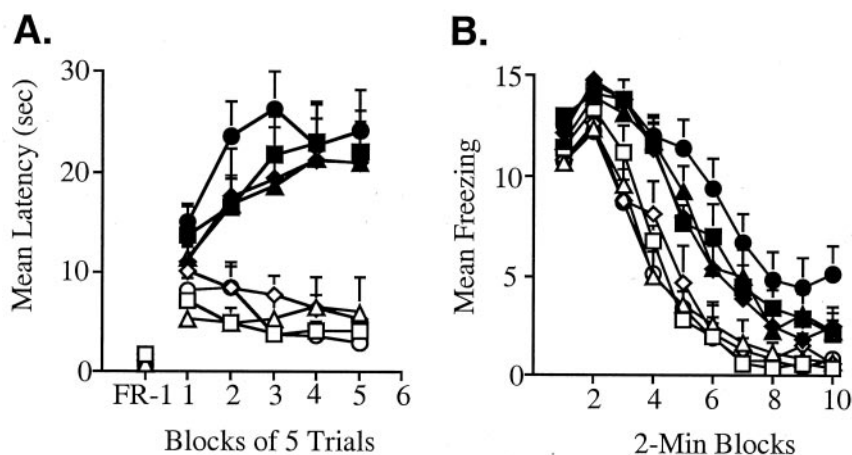 A.
Mean Latency (sec)
30
20
10
0
FR-1 1 2 3 4 5 6
Blocks of 5 Trials
B.
Mean Freezing
15
10
5
0
2 4 6 8 10
2-Min Blocks